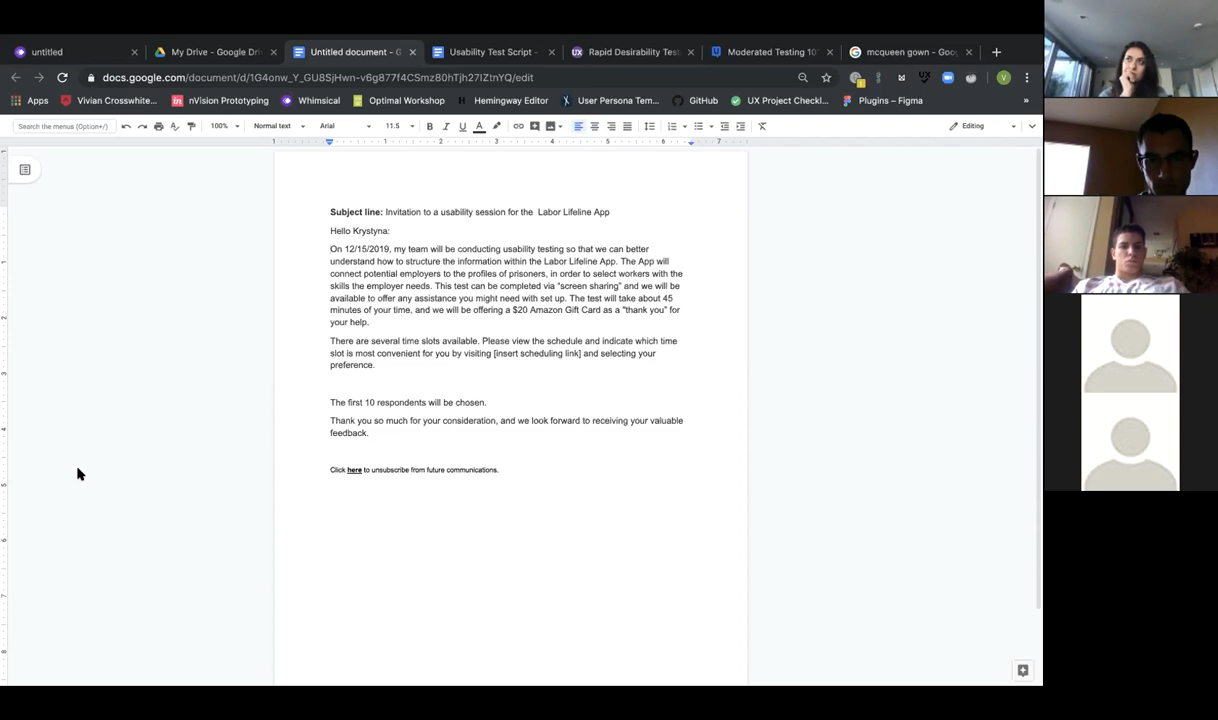 untitled
My Drive - Google Dri
Untitled document - G
Usability Test Script -
Rapid Desirability Test
Moderated Testing 10
mcqueen gown - Goo
docs.google.com/document/d/1G4onw_Y_GU8SjHwn-v6g877f4CSmz80hTjh27IZtnYQ/edit
V
Apps
Vivian Crosswhite...
nVision Prototyping
Whimsical
Optimal Workshop
Hemingway Editor
User Persona Tem...
GitHub
UX Project Checkl...
Plugins – Figma
Search the menus (Option+/)
100%
Normal text
Arial
11.5
Editing
Subject line: Invitation to a usability session for the Labor Lifeline App
Hello Krystyna:
On 12/15/2019, my team will be conducting usability testing so that we can better
understand how to structure the information within the Labor Lifeline App. The App will
connect potential employers to the profiles of prisoners, in order to select workers with the
skills the employer needs. This test can be completed via “screen sharing” and we will be
available to offer any assistance you might need with set up. The test will take about 45
minutes of your time, and we will be offering a $20 Amazon Gift Card as a "thank you" for
your help.
There are several time slots available. Please view the schedule and indicate which time
slot is most convenient for you by visiting [insert scheduling link] and selecting your
preference.
The first 10 respondents will be chosen.
Thank you so much for your consideration, and we look forward to receiving your valuable
feedback.
Click here to unsubscribe from future communications.